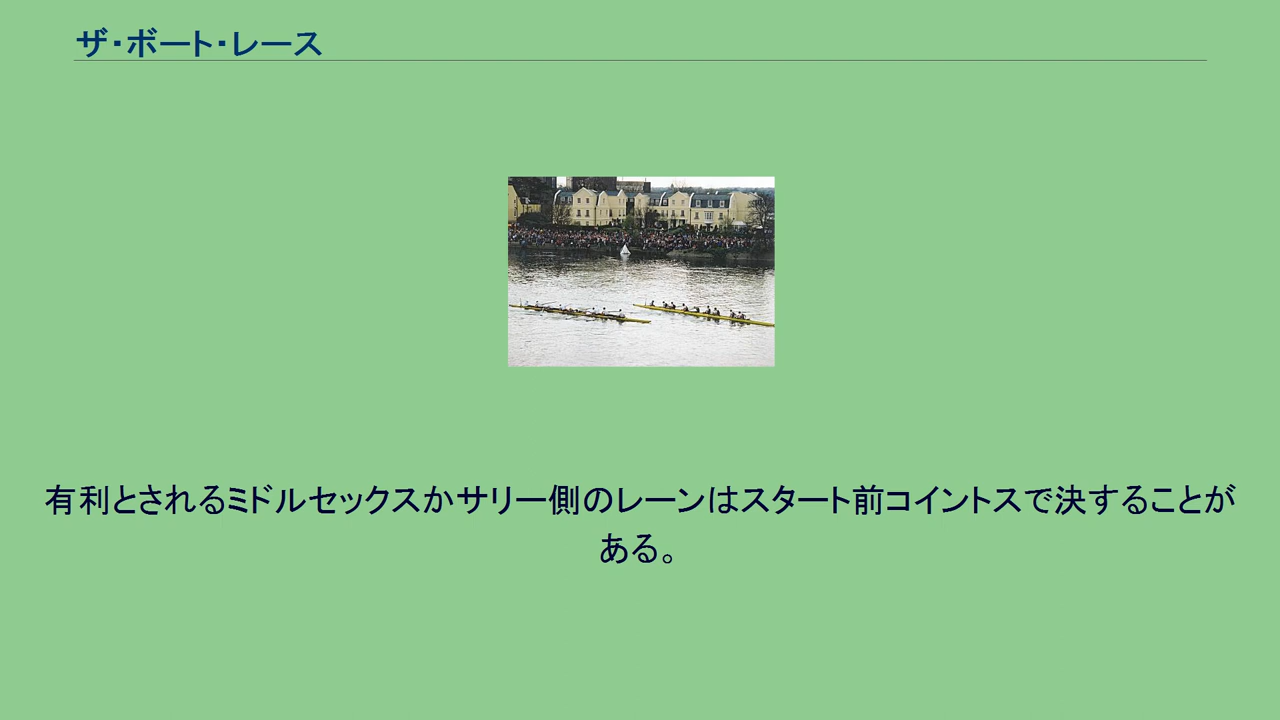 ザ・ボート・レース
有利とされるミドルセックスかサリー側のレーンはスタート前コイントスで決することが
ある。